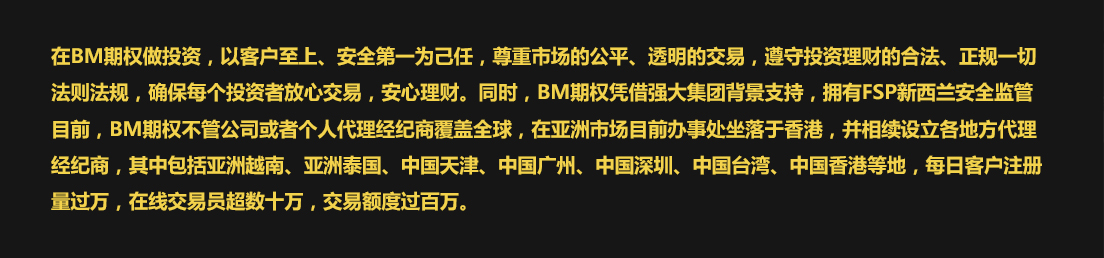 在BM期权做投资，以客户至上、安全第一为己任，尊重市场的公平、透明的交易，遵守投资理财的合法、正规一切
法则法规，确保每个投资者放心交易，安心理财。同时，BM期权凭借强大集团背景支持，拥有FSP新西兰安全监管
目前，BM期权不管公司或者个人代理经纪商覆盖全球，在亚洲市场目前办事处坐落于香港，并相续设立各地方代理
经纪商，其中包括亚洲越南、亚洲泰国、中国天津、中国广州、中国深圳、中国台湾、中国香港等地，每日客户注册
量过万，在线交易员超数十万，交易额度过百万。